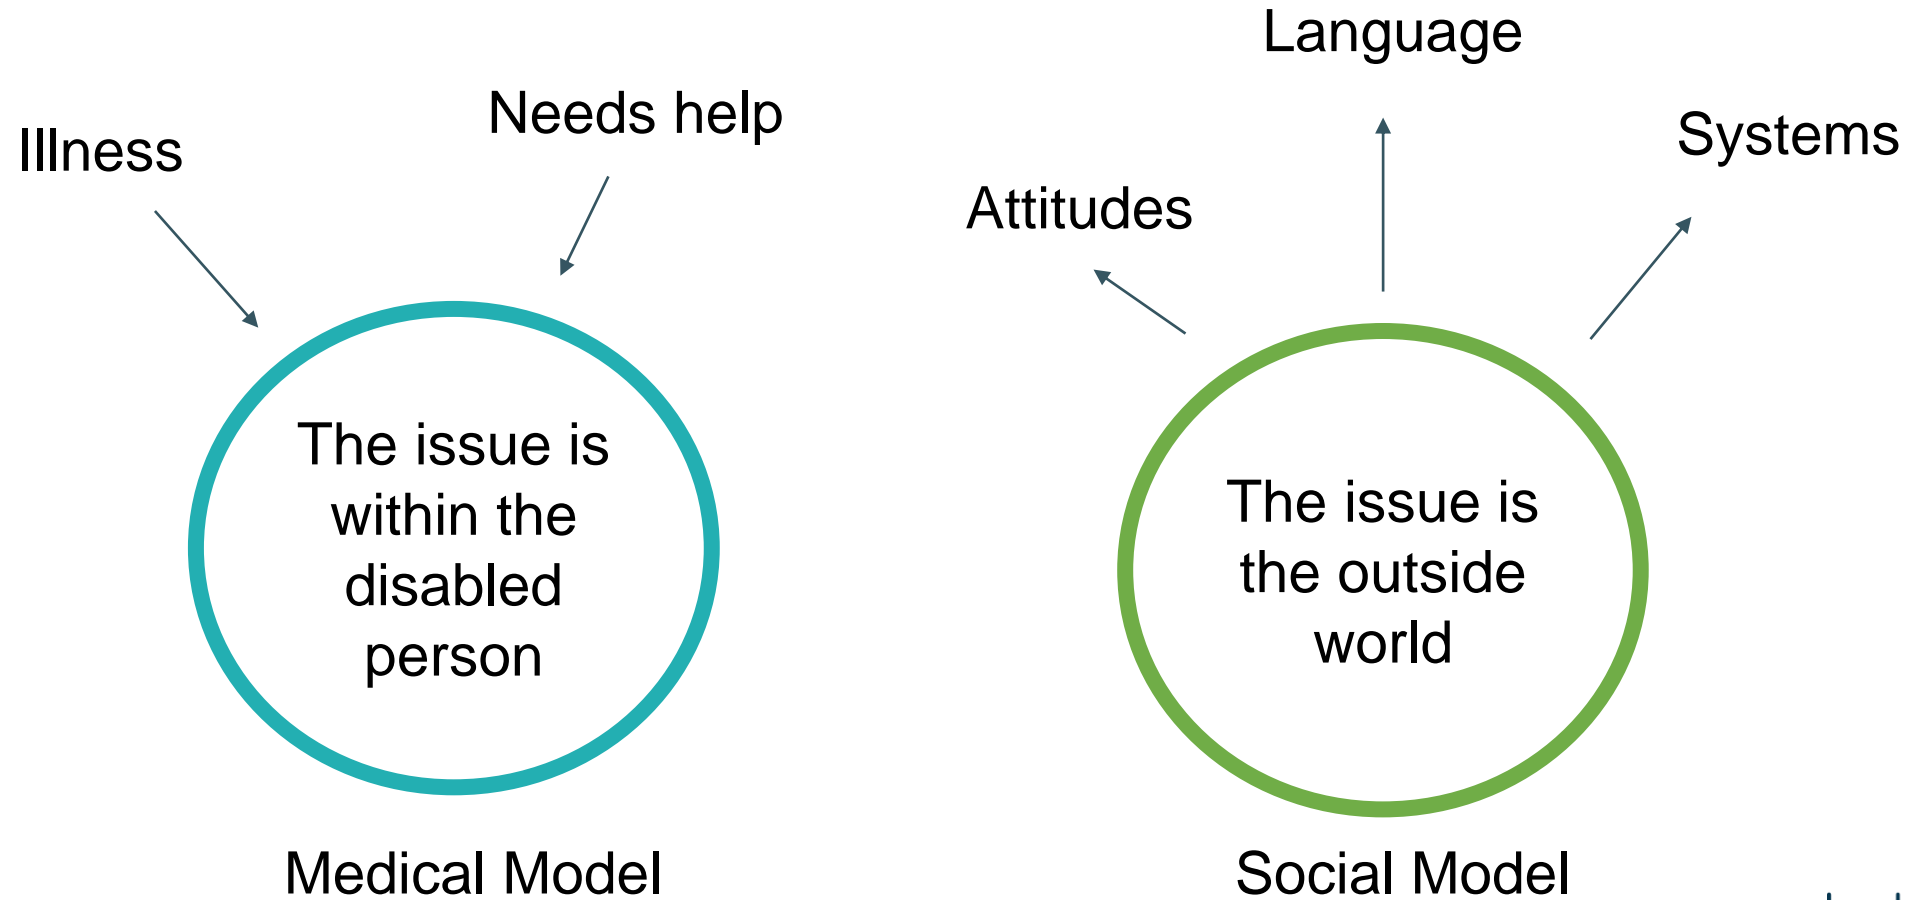 Illness
Needs help
The issue is
within the
disabled
person
Medical Model
Language
Attitudes
Systems
The issue is
the outside
world
Social Model